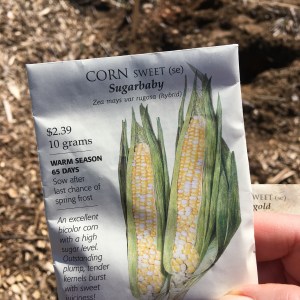 CORN SWEET (se)
Sugarbaby
Zea mays var rugosa (hybrid)
$2.39
10 grams
WARM SEASON
65 DAYS
Sow after
last chance of
spring frost
An excellent
bicolor corn
with a high
sugar level.
Outstanding
plump, tender
kernels burst
with sweet
juiciness!
SWEET (se)
gold